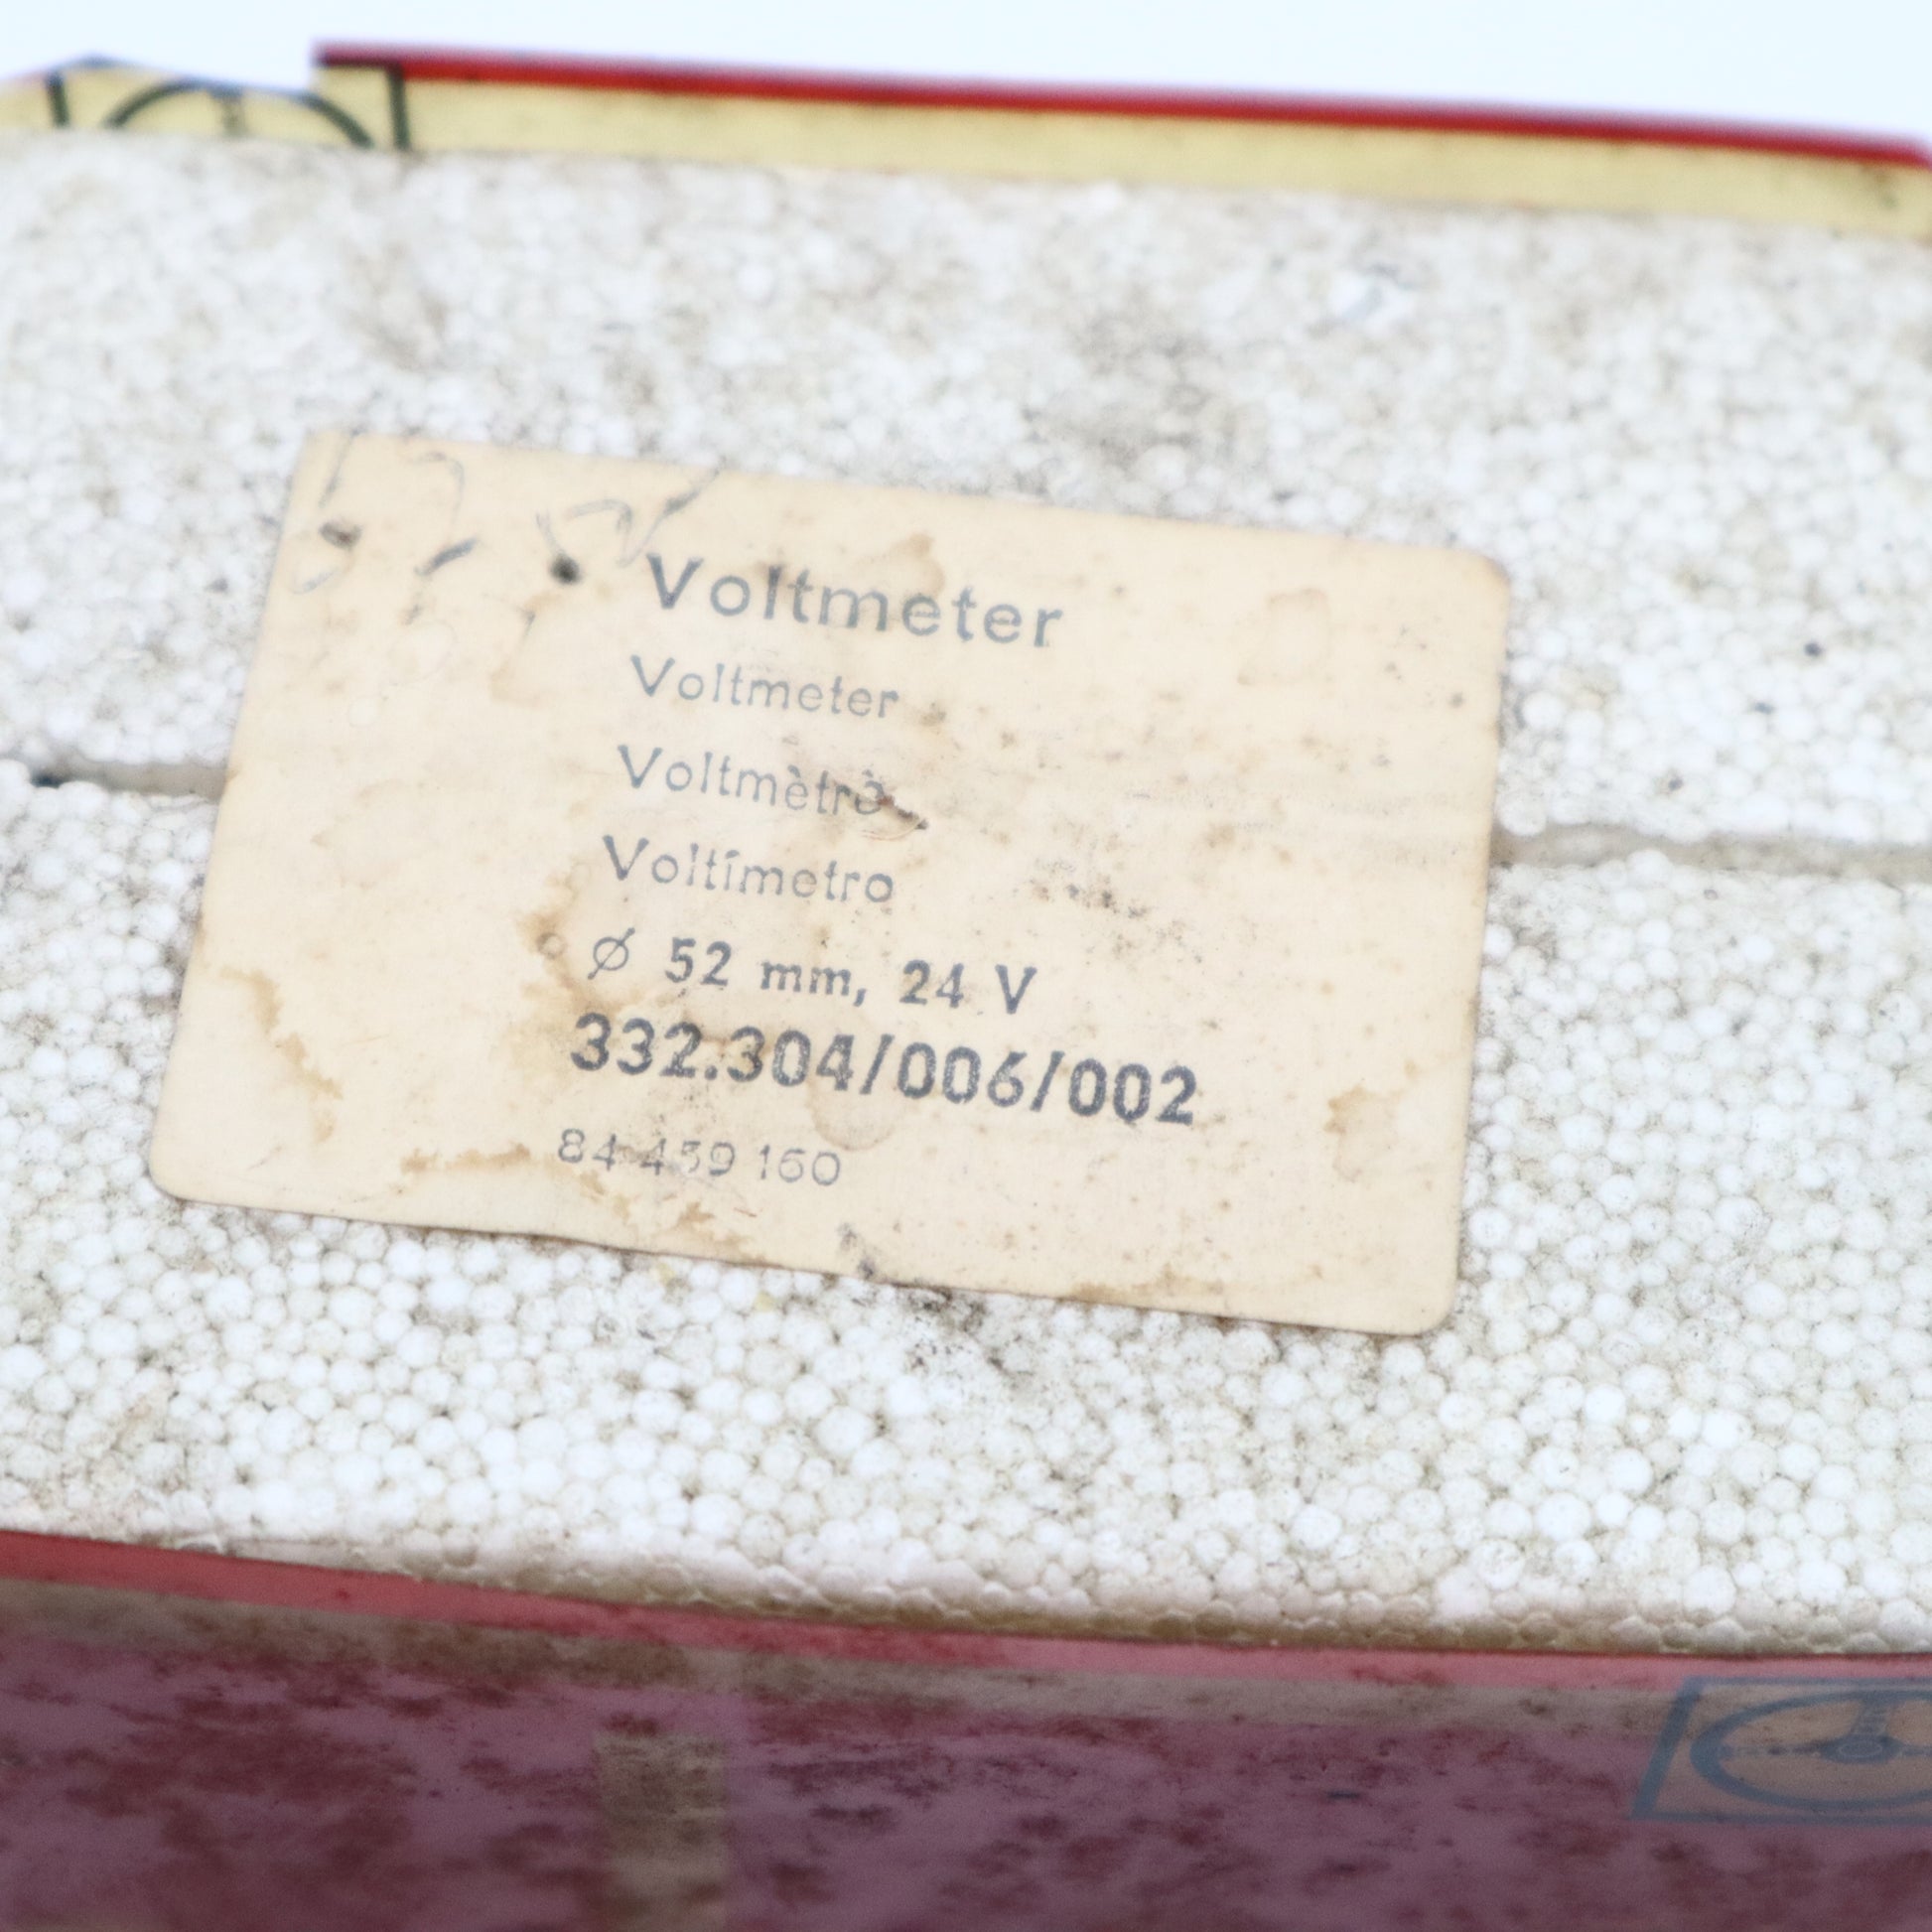 Voltmeter
Voltmeter
Voltmètre
Voltímetro
ø 52 mm, 24 V
332.304/006/002
84 459 160